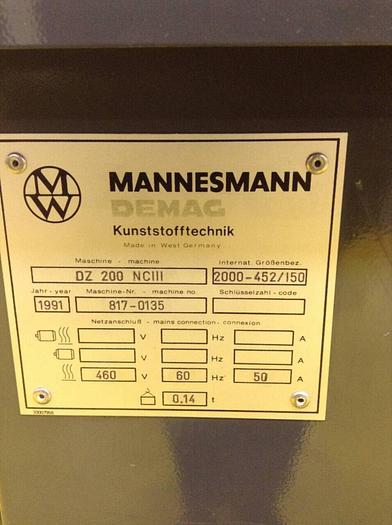 MW
MANNESMANN
DEMAG
Kunststofftechnik
Made in West Germany
Maschine - machine Internat. Größenbez.
DZ 200 NCIII 2000-452/150
Jahr - year Maschine-Nr. - machine no. Schlüsselzahl - code
1991 817-0135
Netzanschluß - mains connection - connexion
V Hz A
V Hz A
460 V 60 Hz 50 A
0,14 t